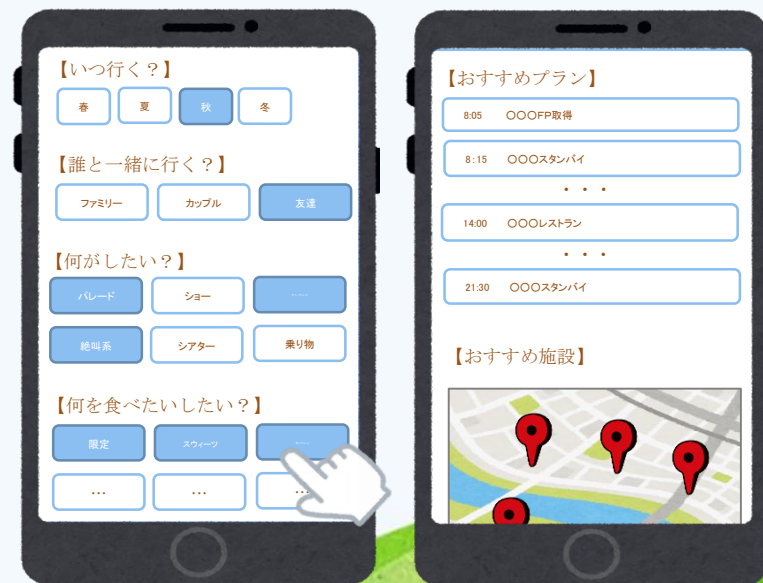 【いつ行く？】
春 夏 秋 冬
【誰と一緒に行く？】
ファミリー カップル 友達
【何がしたい？】
パレード ショー
絶叫系 シアター 乗り物
【何を食べたいしたい？】
限定 スウィーツ
... ... ...
【おすすめプラン】
8:05 〇〇〇FP取得
8:15 〇〇〇スタンバイ
・・・
14:00 〇〇〇レストラン
・・・
21:30 〇〇〇スタンバイ
【おすすめ施設】